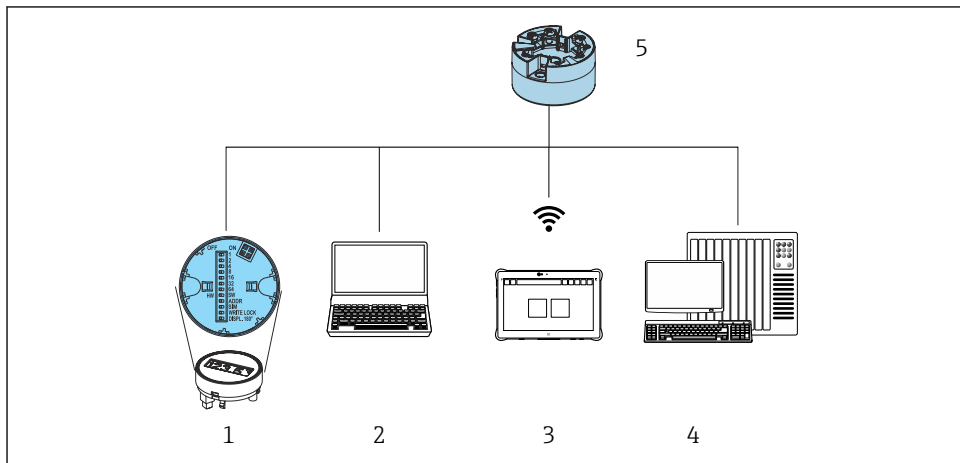 5
OFF ON
1
2
4
8
16
32
64
HW SW
ADDR
SIM
WRITE LOCK
DISPL. 180°
1 2 3 4